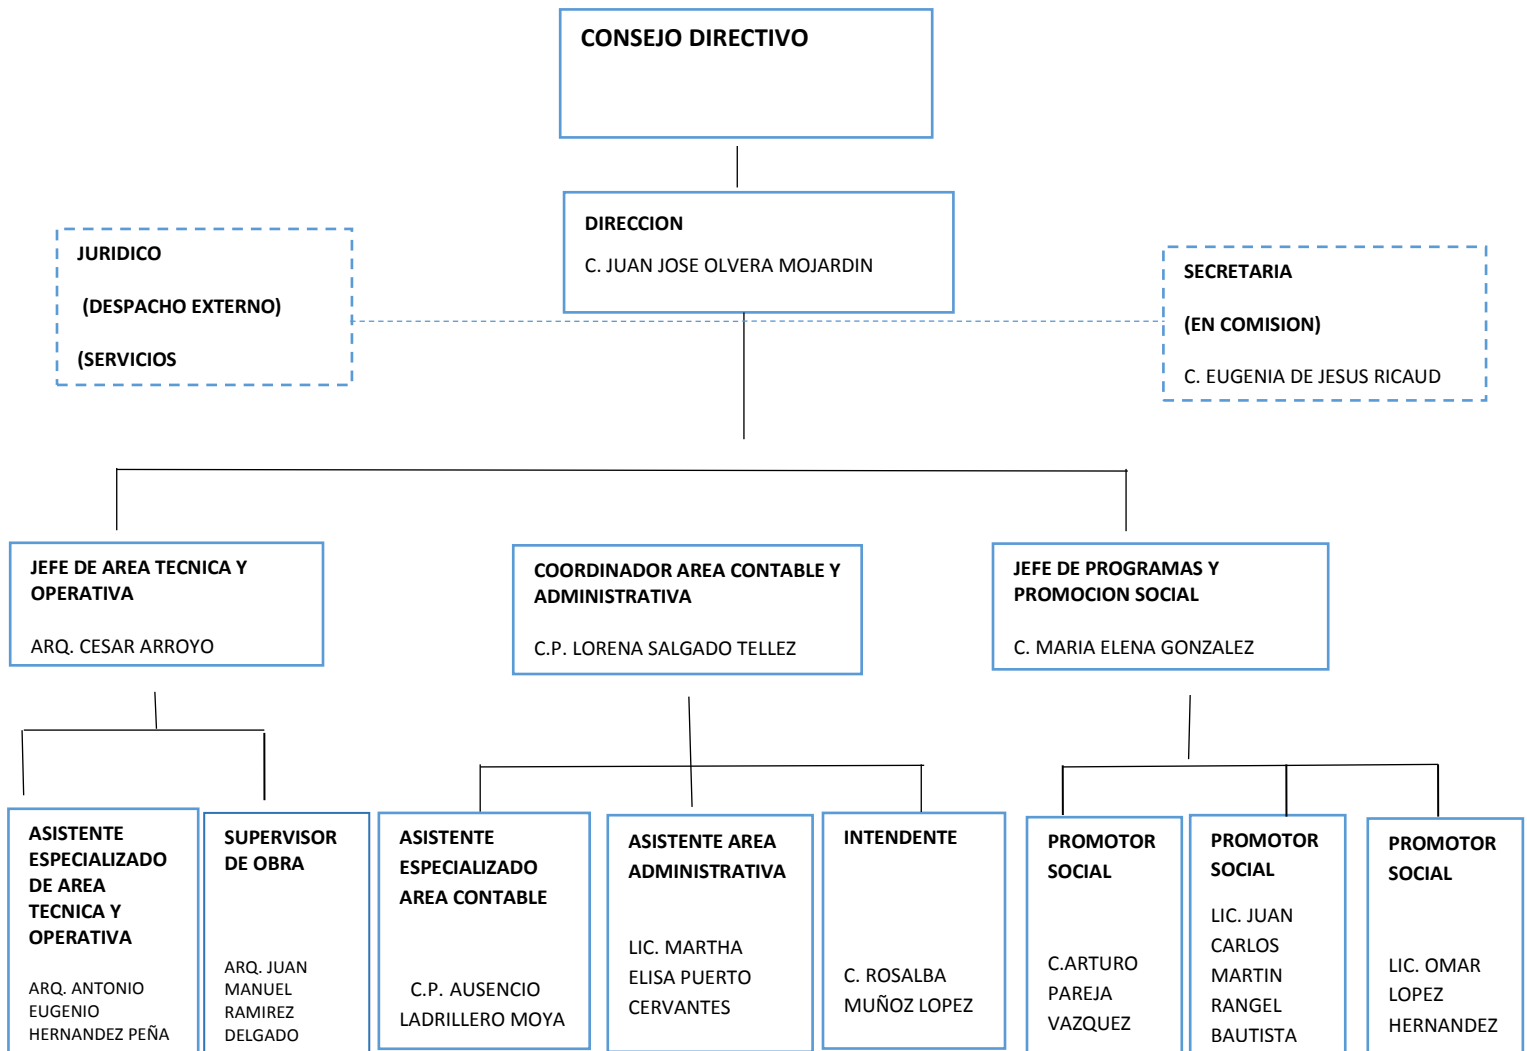 CONSEJO DIRECTIVO
DIRECCION
C. JUAN JOSE OLVERA MOJARDIN
JURIDICO
(DESPACHO EXTERNO)
(SERVICIOS
SECRETARIA
(EN COMISION)
C. EUGENIA DE JESUS RICAUD
JEFE DE AREA TECNICA Y
OPERATIVA
ARQ. CESAR ARROYO
COORDINADOR AREA CONTABLE Y
ADMINISTRATIVA
C.P. LORENA SALGADO TELLEZ
JEFE DE PROGRAMAS Y
PROMOCION SOCIAL
C. MARIA ELENA GONZALEZ
ASISTENTE
ESPECIALIZADO
DE AREA
TECNICA Y
OPERATIVA
ARQ. ANTONIO
EUGENIO
HERNANDEZ PEÑA
SUPERVISOR
DE OBRA
ARQ. JUAN
MANUEL
RAMIREZ
DELGADO
ASISTENTE
ESPECIALIZADO
AREA CONTABLE
C.P. AUSENCIO
LADRILLERO MOYA
ASISTENTE AREA
ADMINISTRATIVA
LIC. MARTHA
ELISA PUERTO
CERVANTES
INTENDENTE
C. ROSALBA
MUÑOZ LOPEZ
PROMOTOR
SOCIAL
C.ARTURO
PAREJA
VAZQUEZ
PROMOTOR
SOCIAL
LIC. JUAN
CARLOS
MARTIN
RANGEL
BAUTISTA
PROMOTOR
SOCIAL
LIC. OMAR
LOPEZ
HERNANDEZ